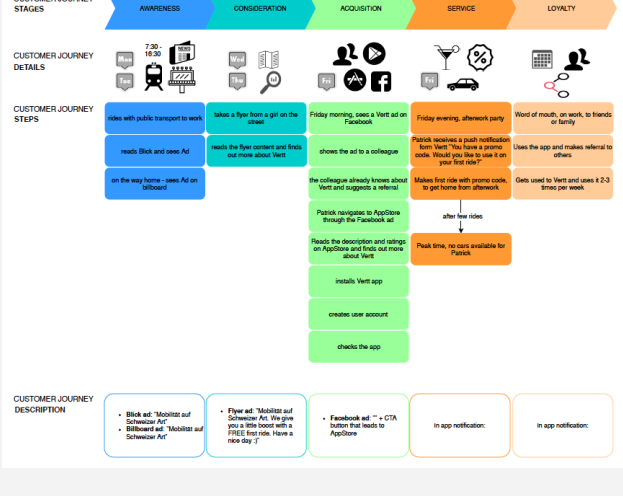 CUSTOMER JOURNEY
STAGES
AWARENESS
CONSIDERATION
ACQUISITION
SERVICE
LOYALTY
CUSTOMER JOURNEY
DETAILS
Mon
Tue
7:30 -
16:30
NEWS
Wed
Thu
Fri
Fri
CUSTOMER JOURNEY
STEPS
rides with public transport to work
reads Blick and sees Ad
on the way home - sees Ad on
billboard
takes a flyer from a girl on the
street
reads the flyer content and finds
out more about Vertt
Friday morning, sees a Vertt ad on
Facebook
shows the ad to a colleague
the colleague already knows about
Vertt and suggests a referral
Patrick navigates to AppStore
through the Facebook ad
Reads the description and ratings
on AppStore and finds out more
about Vertt
installs Vertt app
creates user account
checks the app
Friday evening, afterwork party
Patrick receives a push notification
form Vertt "You have a promo
code. Would you like to use it on
your first ride?"
Makes first ride with promo code,
to get home from afterwork
after few rides
Peak time, no cars available for
Patrick
Word of mouth, on work, to friends
or family
Uses the app and makes referral to
others
Gets used to Vertt and uses it 2-3
times per week
CUSTOMER JOURNEY
DESCRIPTION
• Blick ad: "Mobilität auf
Schweizer Art"
• Billboard ad: "Mobilität auf
Schweizer Art"
• Flyer ad: "Mobilität auf
Schweizer Art. We give
you a little boost with a
FREE first ride. Have a
nice day :)"
• Facebook ad: "" + CTA
button that leads to
AppStore
In app notification:
In app notification: